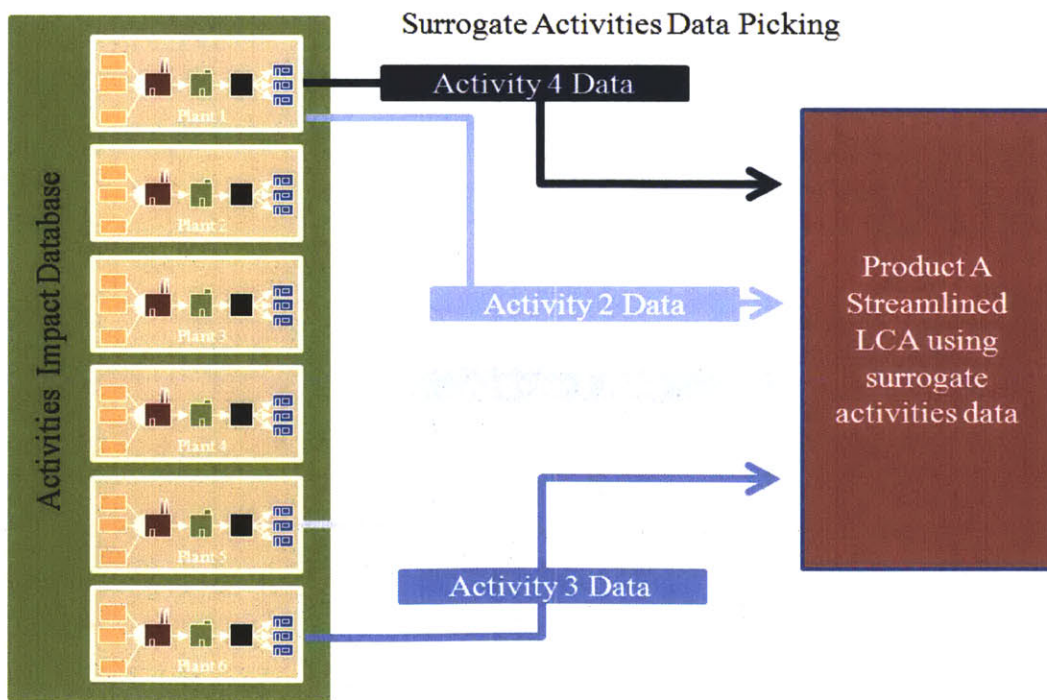 Surrogate Activities Data Picking
Activities Impact Database
Plant 1
Plant 2
Plant 3
Plant 4
Plant 5
Plant 6
Activity 4 Data
Activity 2 Data
Activity 3 Data
Product A
Streamlined
LCA using
surrogate
activities data